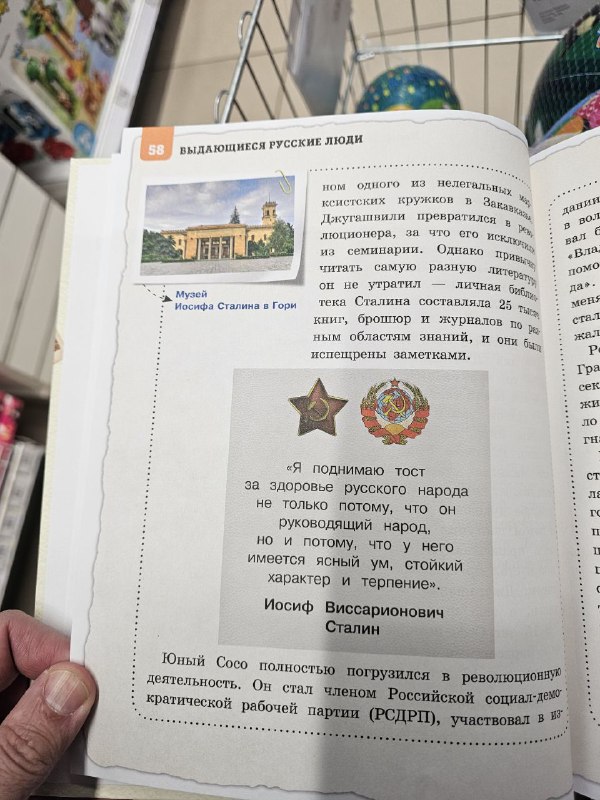 58 ВЫДАЮЩИЕСЯ РУССКИЕ ЛЮДИ
Музей
Иосифа Сталина в Гори
ном одного из нелегальных мар
ксистских кружков в Закавказье.
Джугашвили превратился в рево
люционера, за что его исключили
из семинарии. Однако привычку
читать самую разную литературу
он не утратил — личная библио
тека Сталина составляла 25 тысяч
книг, брошюр и журналов по раз
ным областям знаний, и они были
испещрены заметками.
«Я поднимаю тост
за здоровье русского народа
не только потому, что он
руководящий народ,
но и потому, что у него
имеется ясный ум, стойкий
характер и терпение».
Иосиф Виссарионович
Сталин
Юный Сосо полностью погрузился в революционную
деятельность. Он стал членом Российской социал-демо-
кратической рабочей партии (РСДРП), участвовал в из-